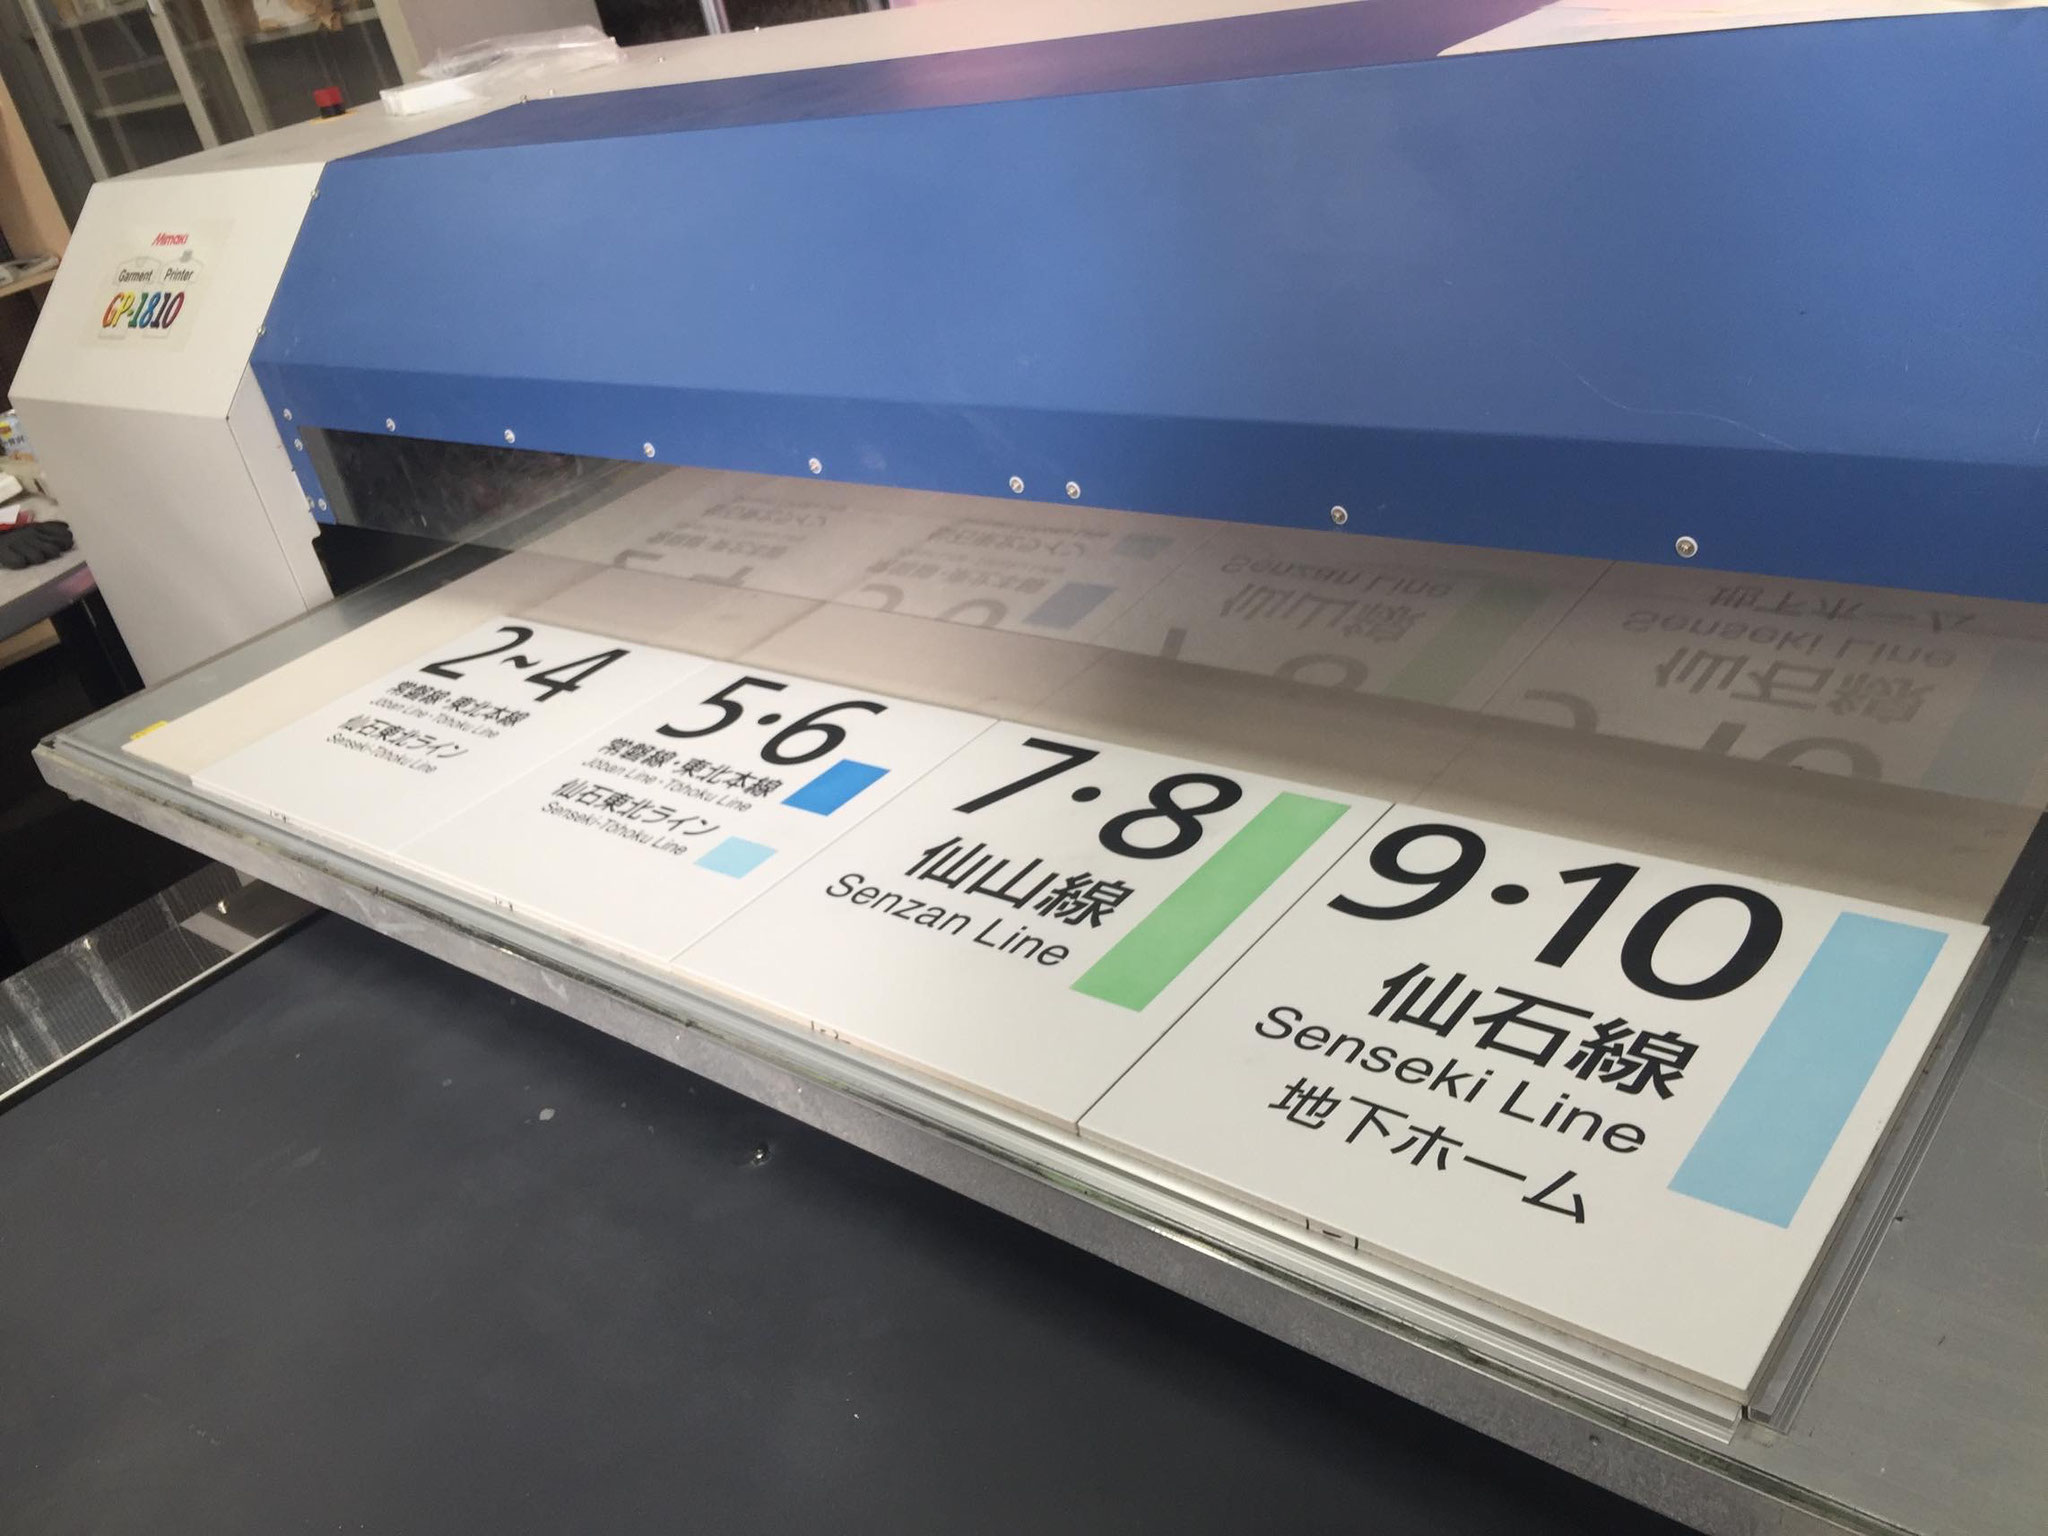 Mimaki
Garment Printer
GP-1810
2~4
常磐線・東北本線
Joban Line・Tohoku Line
仙石東北ライン
Senseki-Tohoku Line
5・6
常磐線・東北本線
Joban Line・Tohoku Line
仙石東北ライン
Senseki-Tohoku Line
7・8
仙山線
Senzan Line
9・10
仙石線
Senseki Line
地下ホーム